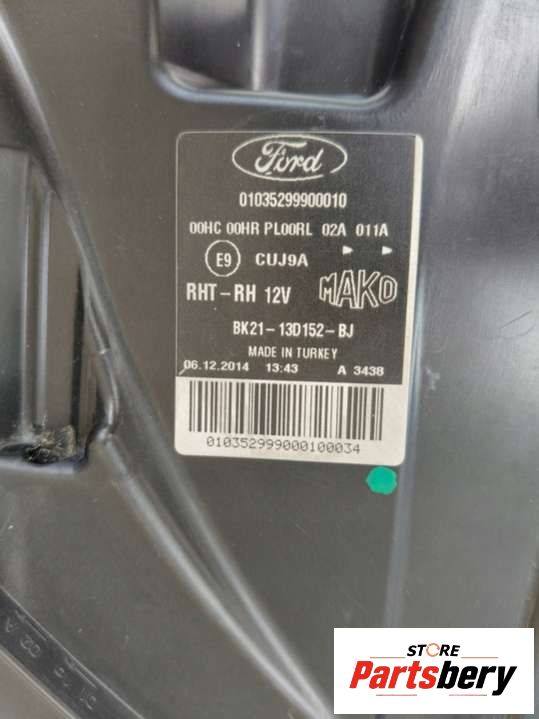 Ford
01035299900010
00HC 00HR PL00RL 02A 011A
E9 CUJ9A
RHT-RH 12V MAKO
BK21-13D152-BJ
MADE IN TURKEY
06.12.2014 13:43 A 3438
010352999000100034
STORE
Partsbery